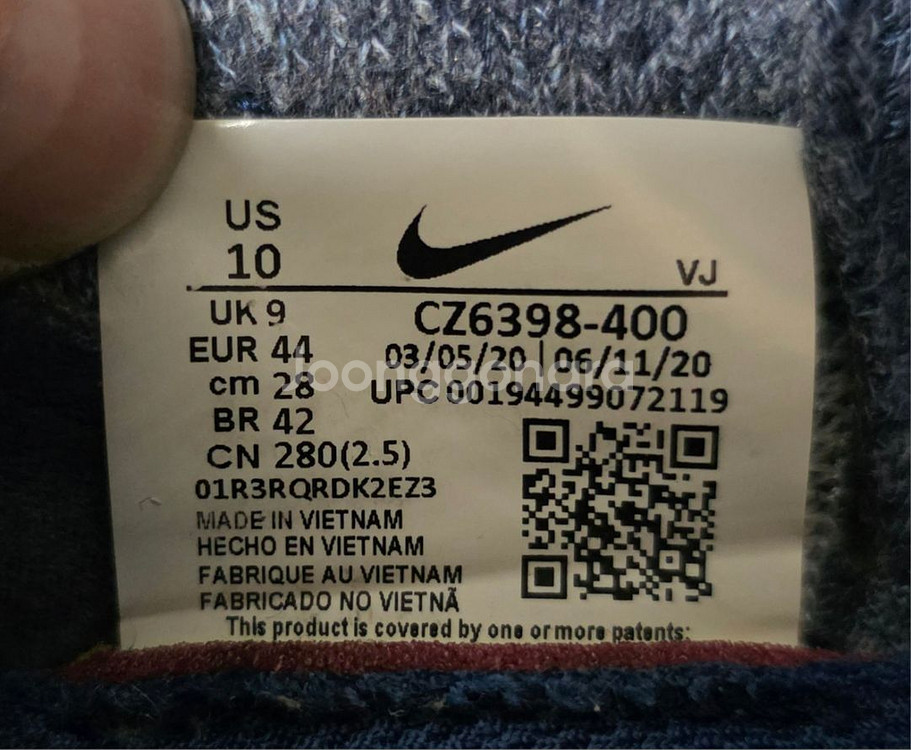 US
10
VJ
UK 9
CZ6398-400
EUR 44
03/05/20 | 06/11/20
cm 28
UPC 00194499072119
BR 42
CN 280(2.5)
01R3RQRDK2EZ3
MADE IN VIETNAM
HECHO EN VIETNAM
FABRIQUE AU VIETNAM
FABRICADO NO VIETNÃ
This product is covered by one or more patents:
joonggonara